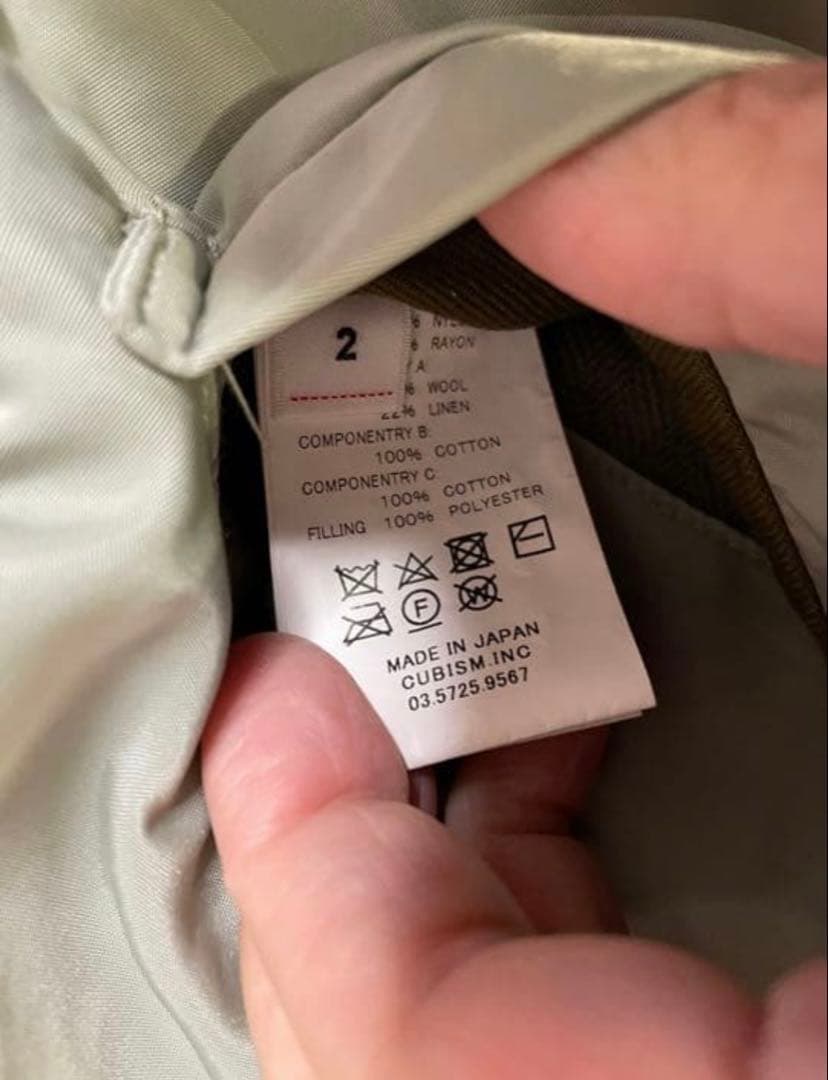 2
RAYON
WOOL
LINEN
COMPONENTRY B:
100% COTTON
COMPONENTRY C:
100% COTTON
FILLING 100% POLYESTER
F
W
MADE IN JAPAN
CUBISM.INC
03.5725.9567